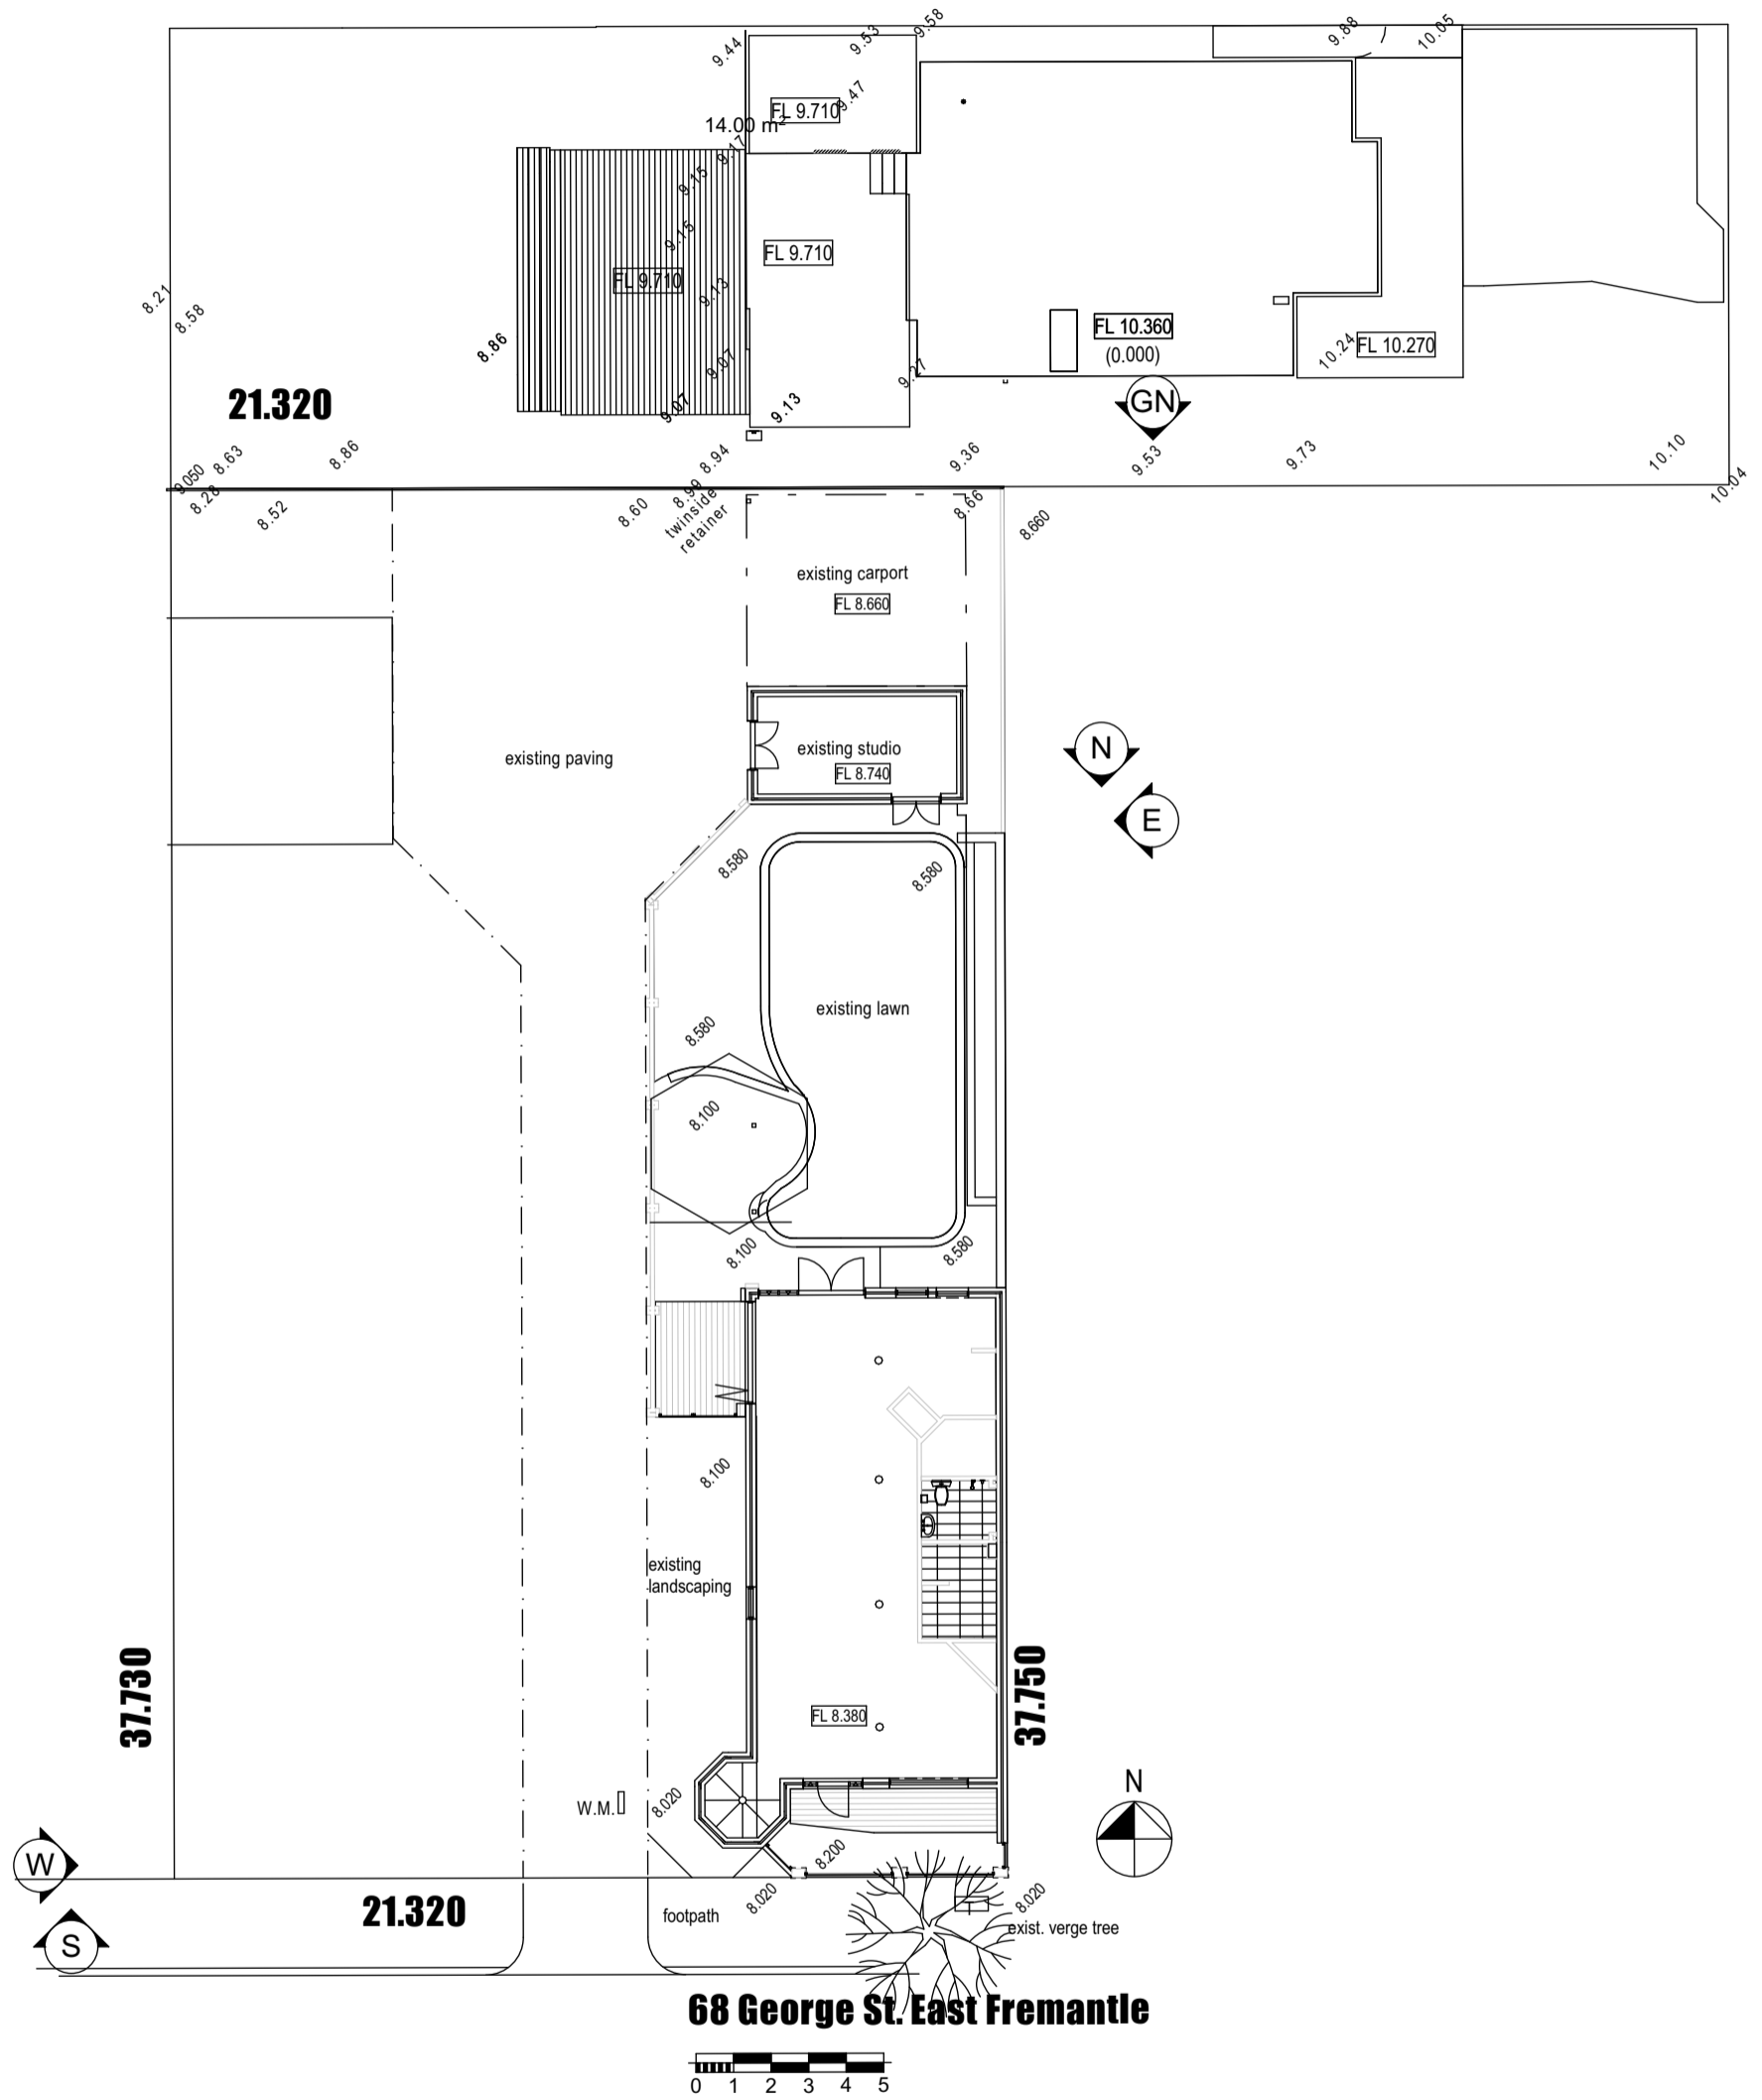 9.44
9.53
9.58
9.88
10.05
FL 9.710
9.47
14.00 m²
9.17
9.15
9.15
FL 9.710
FL 9.710
9.13
8.21
8.58
8.86
9.07
9.07
9.13
9.27
FL 10.360
(0.000)
10.24
FL 10.270
GN
21.320
9.050
8.63
8.86
8.94
9.36
9.53
9.73
10.10
10.04
8.28
8.52
8.60
8.90
twinside
retainer
8.66
8.660
existing carport
FL 8.660
existing paving
existing studio
FL 8.740
N
E
8.580
8.580
existing lawn
8.580
8.100
8.100
8.580
8.100
existing
landscaping
37.730
37.750
FL 8.380
W.M.
8.020
N
8.200
W
21.320
footpath
8.020
8.020
exist. verge tree
S
68 George St. East Fremantle
0 1 2 3 4 5